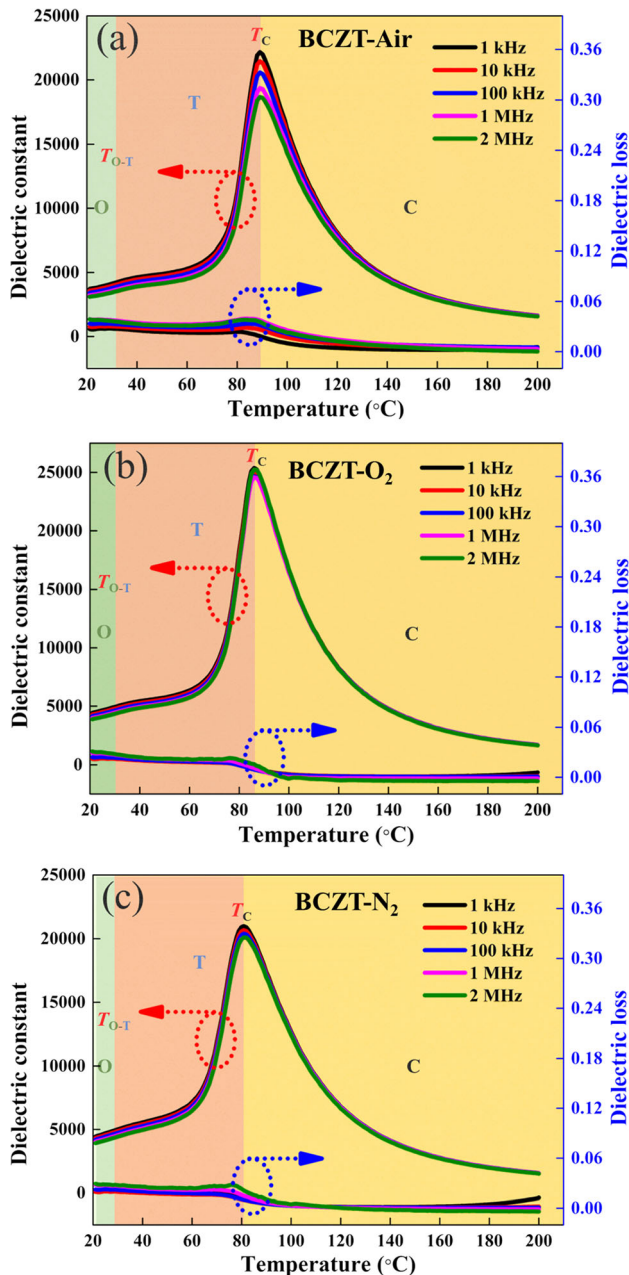 (a)
BCZT-Air
T_C
1 kHz
10 kHz
100 kHz
1 MHz
2 MHz
T
T_O-T
O
C
25000
20000
15000
10000
5000
0
Dielectric constant
0.36
0.30
0.24
0.18
0.12
0.06
0.00
Dielectric loss
20 40 60 80 100 120 140 160 180 200
Temperature (°C)
(b)
BCZT-O₂
T_C
1 kHz
10 kHz
100 kHz
1 MHz
2 MHz
T
T_O-T
O
C
25000
20000
15000
10000
5000
0
Dielectric constant
0.36
0.30
0.24
0.18
0.12
0.06
0.00
Dielectric loss
20 40 60 80 100 120 140 160 180 200
Temperature (°C)
(c)
BCZT-N₂
T_C
1 kHz
10 kHz
100 kHz
1 MHz
2 MHz
T
T_O-T
O
C
25000
20000
15000
10000
5000
0
Dielectric constant
0.36
0.30
0.24
0.18
0.12
0.06
0.00
Dielectric loss
20 40 60 80 100 120 140 160 180 200
Temperature (°C)